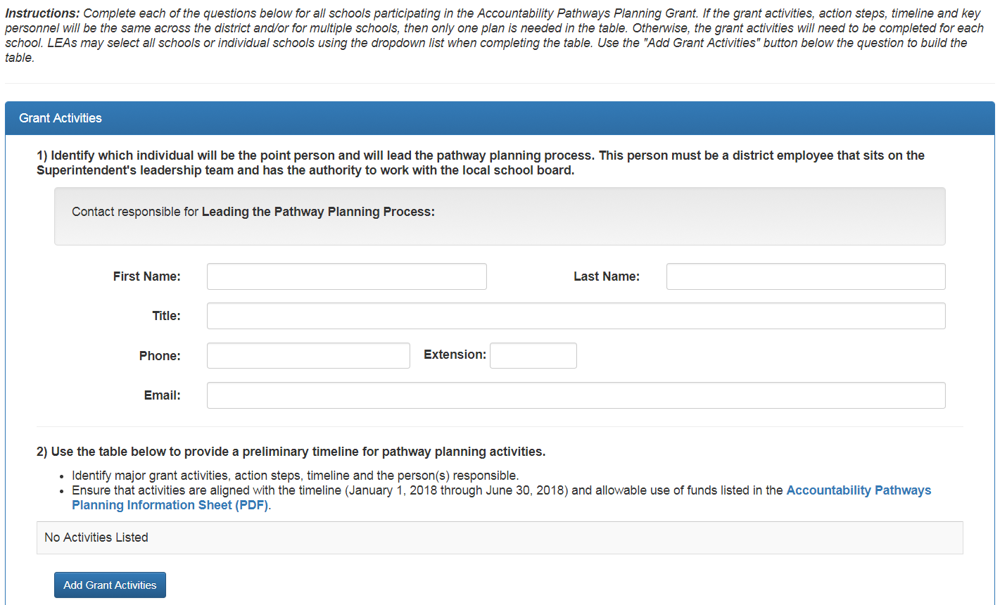 Instructions: Complete each of the questions below for all schools participating in the Accountability Pathways Planning Grant. If the grant activities, action steps, timeline and key
personnel will be the same across the district and/or for multiple schools, then only one plan is needed in the table. Otherwise, the grant activities will need to be completed for each
school. LEAs may select all schools or individual schools using the dropdown list when completing the table. Use the "Add Grant Activities" button below the question to build the
table.
Grant Activities
1) Identify which individual will be the point person and will lead the pathway planning process. This person must be a district employee that sits on the
Superintendent's leadership team and has the authority to work with the local school board.
Contact responsible for Leading the Pathway Planning Process:
First Name: Last Name:
Title:
Phone: Extension:
Email:
2) Use the table below to provide a preliminary timeline for pathway planning activities.
• Identify major grant activities, action steps, timeline and the person(s) responsible.
• Ensure that activities are aligned with the timeline (January 1, 2018 through June 30, 2018) and allowable use of funds listed in the Accountability Pathways
Planning Information Sheet (PDF).
No Activities Listed
Add Grant Activities